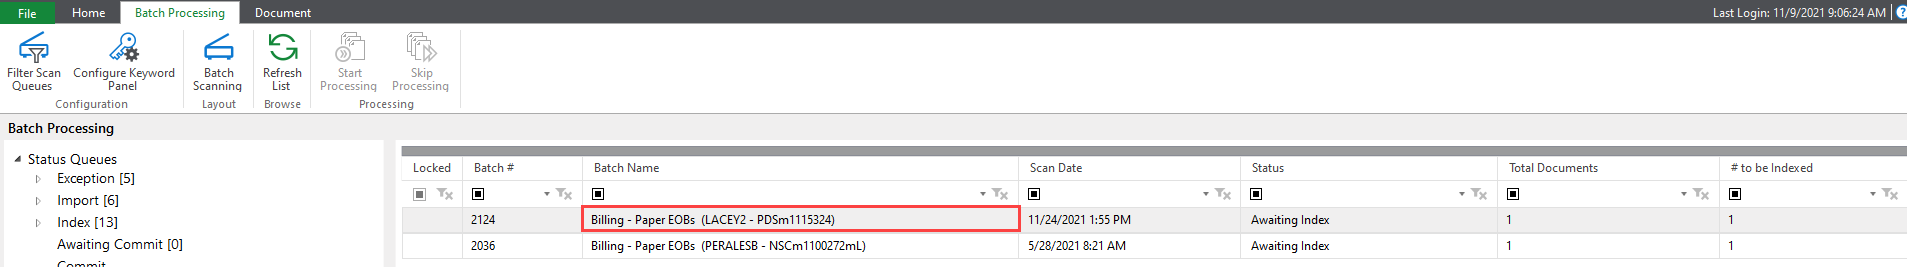 File Home Batch Processing Document Last Login: 11/9/2021 9:06:24 AM ?
Filter Scan Queues
Configure Keyword Panel
Batch Scanning
Refresh List
Start Processing
Skip Processing
Configuration Layout Browse Processing
Batch Processing
Status Queues
Exception [5]
Import [6]
Index [13]
Awaiting Commit [0]
Commit
Locked Batch # Batch Name Scan Date Status Total Documents # to be Indexed
2124 Billing - Paper EOBs (LACEY2 - PDSm1115324) 11/24/2021 1:55 PM Awaiting Index 1 1
2036 Billing - Paper EOBs (PERALESB - NSCm1100272mL) 5/28/2021 8:21 AM Awaiting Index 1 1